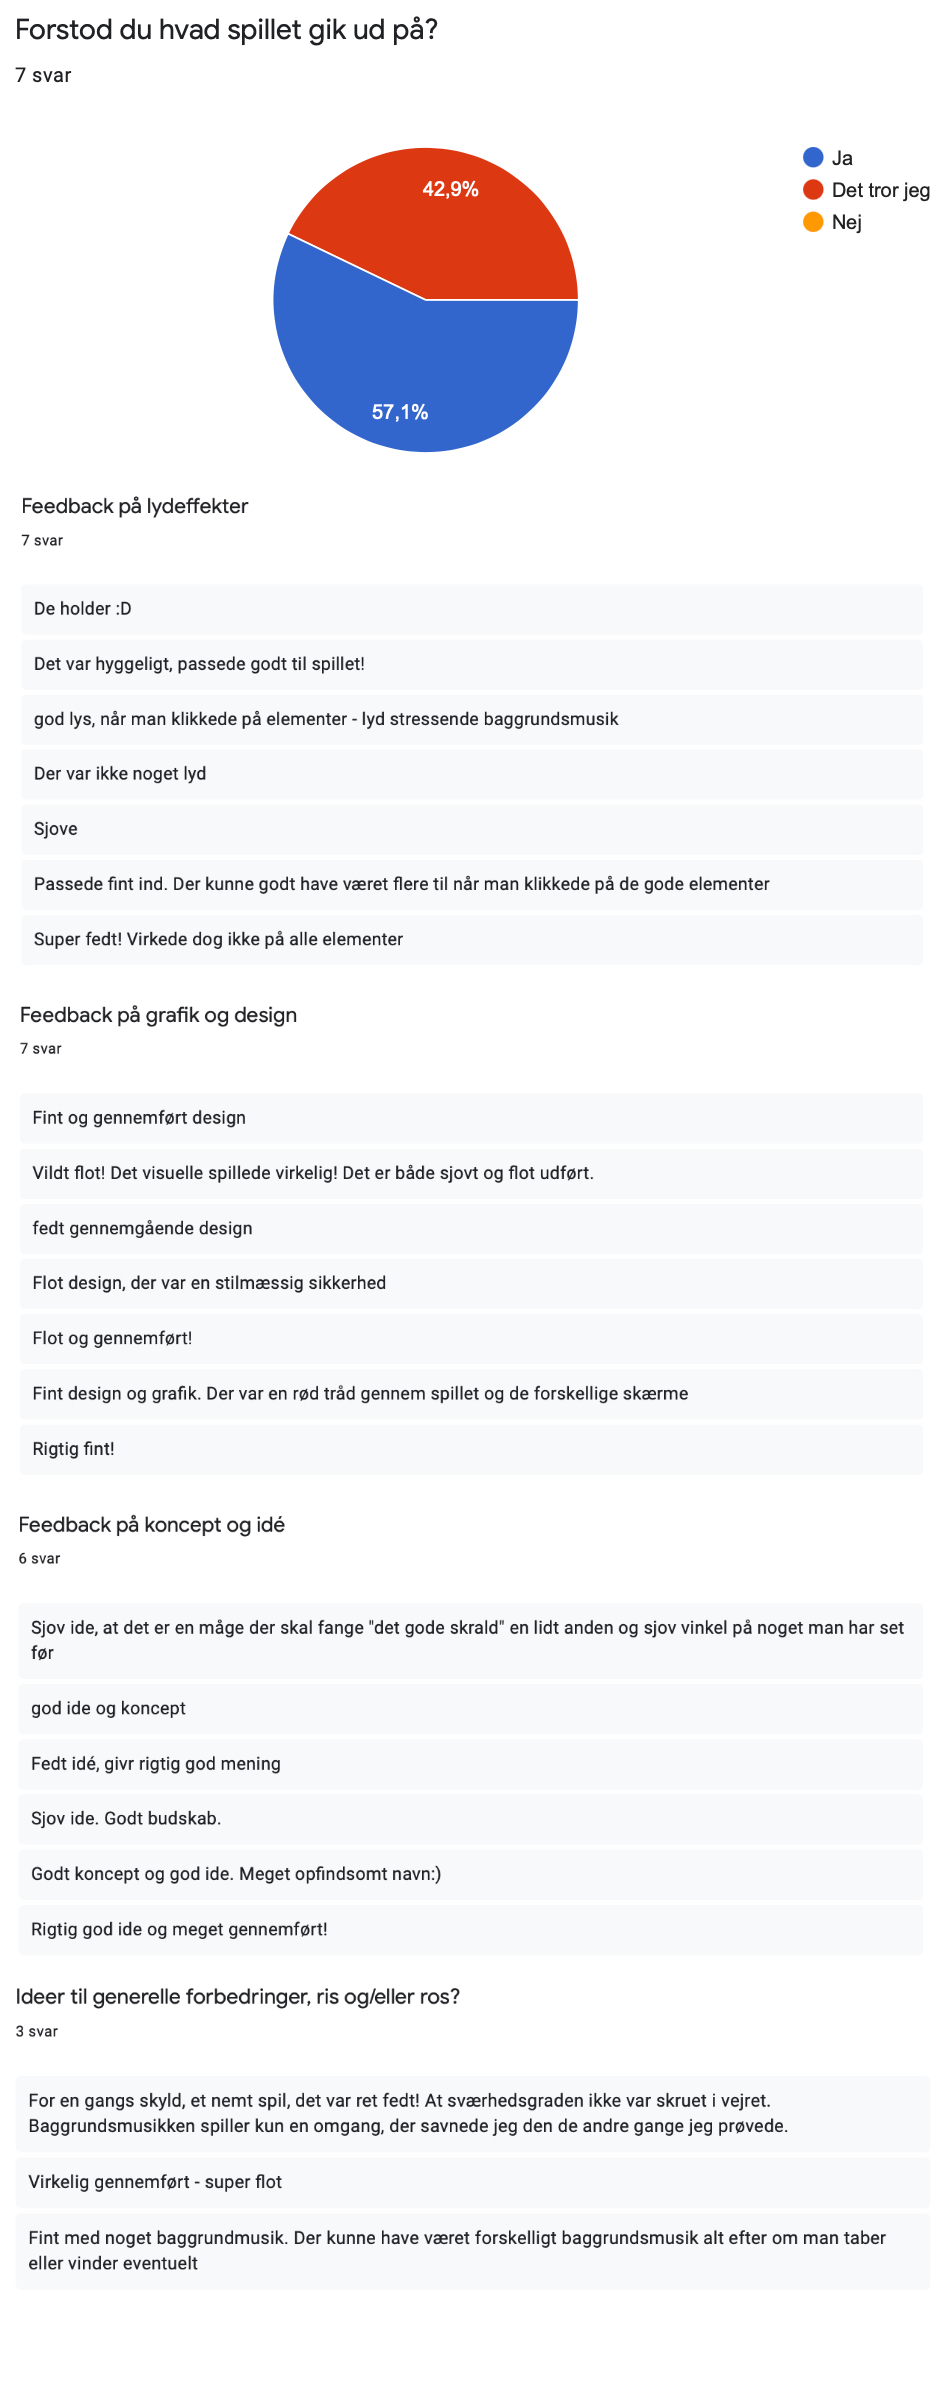 Forstod du hvad spillet gik ud på?
7 svar
42,9%
57,1%
Ja
Det tror jeg
Nej
Feedback på lydeffekter
7 svar
De holder :D
Det var hyggeligt, passede godt til spillet!
god lys, når man klikkede på elementer - lyd stressende baggrundsmusik
Der var ikke noget lyd
Sjove
Passede fint ind. Der kunne godt have været flere til når man klikkede på de gode elementer
Super fedt! Virkede dog ikke på alle elementer
Feedback på grafik og design
7 svar
Fint og gennemført design
Vildt flot! Det visuelle spillede virkelig! Det er både sjovt og flot udført.
fedt gennemgående design
Flot design, der var en stilmæssig sikkerhed
Flot og gennemført!
Fint design og grafik. Der var en rød tråd gennem spillet og de forskellige skærme
Rigtig fint!
Feedback på koncept og idé
6 svar
Sjov ide, at det er en måge der skal fange "det gode skrald" en lidt anden og sjov vinkel på noget man har set
før
god ide og koncept
Fedt idé, givr rigtig god mening
Sjov ide. Godt budskab.
Godt koncept og god ide. Meget opfindsomt navn:)
Rigtig god ide og meget gennemført!
Ideer til generelle forbedringer, ris og/eller ros?
3 svar
For en gangs skyld, et nemt spil, det var ret fedt! At sværhedsgraden ikke var skruet i vejret.
Baggrundsmusikken spiller kun en omgang, der savnede jeg den de andre gange jeg prøvede.
Virkelig gennemført - super flot
Fint med noget baggrundmusik. Der kunne have været forskelligt baggrundsmusik alt efter om man taber
eller vinder eventuelt